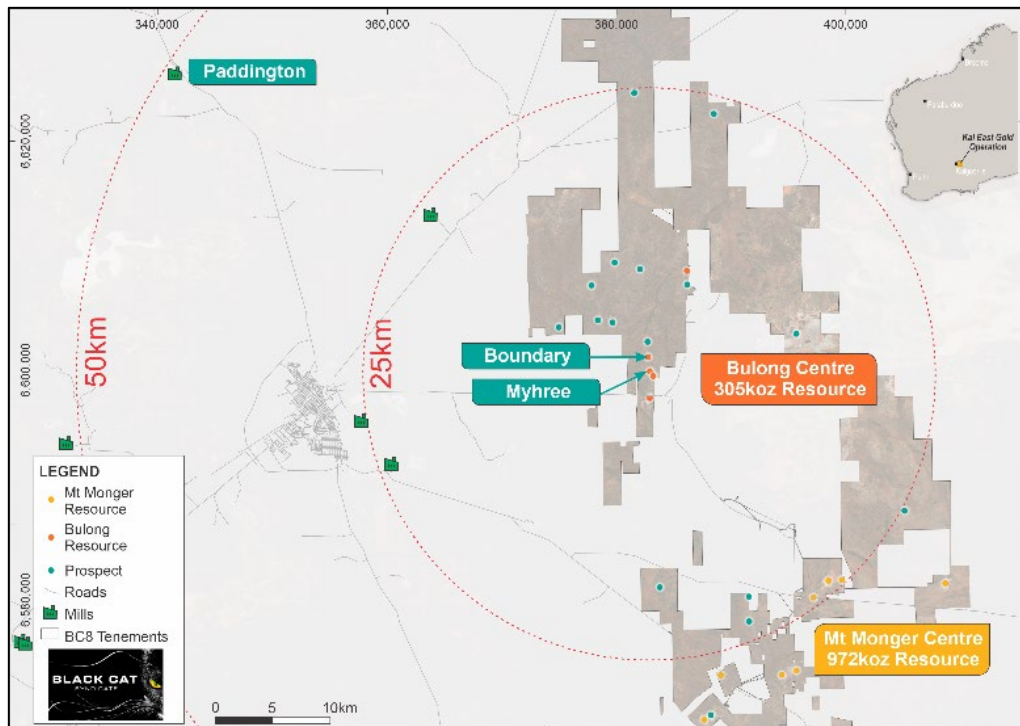 340,000
360,000
380,000
400,000
6,620,000
6,600,000
6,580,000
Paddington
Kal East Gold
Operation
50km
25km
Boundary
Myhree
Bulong Centre
305koz Resource
Mt Monger Centre
972koz Resource
LEGEND
Mt Monger
Resource
Bulong
Resource
Prospect
Roads
Mills
BC8 Tenements
BLACK CAT
SYNDICATE
0 5 10km